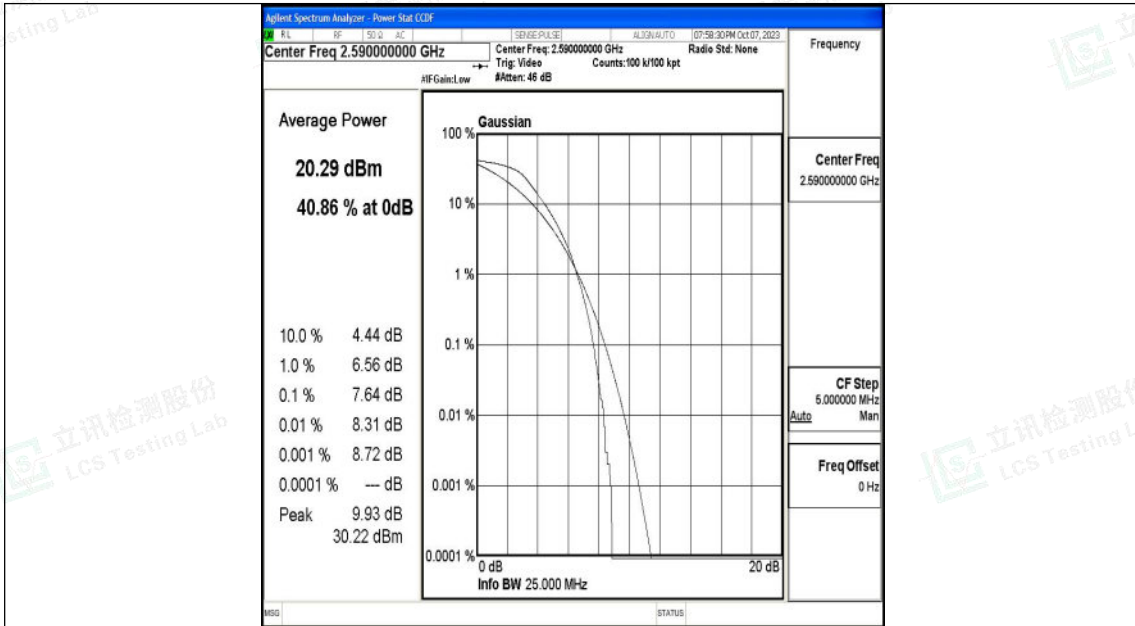 Agilent Spectrum Analyzer - Power Stat CCDF
RL RF 50 Ω AC SENSE:PULSE ALIGNAUTO 07:58:30 PM Oct 07, 2023
Center Freq 2.590000000 GHz
Center Freq: 2.590000000 GHz
Radio Std: None
Trig: Video Counts:100 k/100 kpt
#IFGain:Low #Atten: 46 dB
Frequency
Average Power
20.29 dBm
40.86 % at 0dB
10.0 % 4.44 dB
1.0 % 6.56 dB
0.1 % 7.64 dB
0.01 % 8.31 dB
0.001 % 8.72 dB
0.0001 % --- dB
Peak 9.93 dB
30.22 dBm
Gaussian
100 %
10 %
1 %
0.1 %
0.01 %
0.001 %
0.0001 %
0 dB 20 dB
Info BW 25.000 MHz
Center Freq
2.590000000 GHz
CF Step
5.000000 MHz
Auto Man
Freq Offset
0 Hz
MSG STATUS
立讯检测股份
LCS Testing Lab
立讯检测股份
LCS Testing L
sting Lab
立